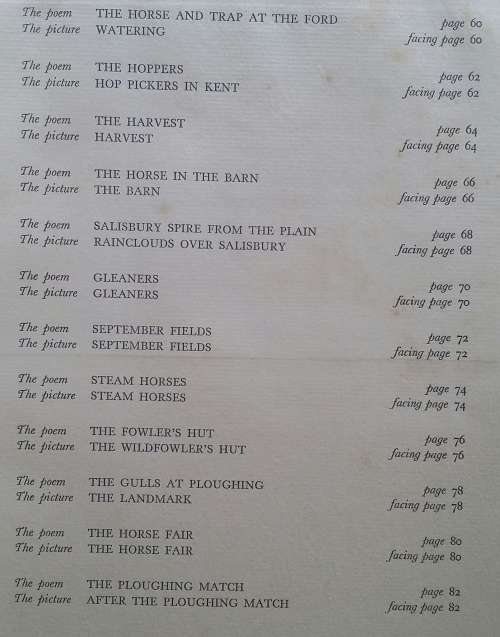 The poem THE HORSE AND TRAP AT THE FORD page 60
The picture WATERING facing page 60
The poem THE HOPPERS page 62
The picture HOP PICKERS IN KENT facing page 62
The poem THE HARVEST page 64
The picture HARVEST facing page 64
The poem THE HORSE IN THE BARN page 66
The picture THE BARN facing page 66
The poem SALISBURY SPIRE FROM THE PLAIN page 68
The picture RAINCLOUDS OVER SALISBURY facing page 68
The poem GLEANERS page 70
The picture GLEANERS facing page 70
The poem SEPTEMBER FIELDS page 72
The picture SEPTEMBER FIELDS facing page 72
The poem STEAM HORSES page 74
The picture STEAM HORSES facing page 74
The poem THE FOWLER'S HUT page 76
The picture THE WILDFOWLER'S HUT facing page 76
The poem THE GULLS AT PLOUGHING page 78
The picture THE LANDMARK facing page 78
The poem THE HORSE FAIR page 80
The picture THE HORSE FAIR facing page 80
The poem THE PLOUGHING MATCH page 82
The picture AFTER THE PLOUGHING MATCH facing page 82